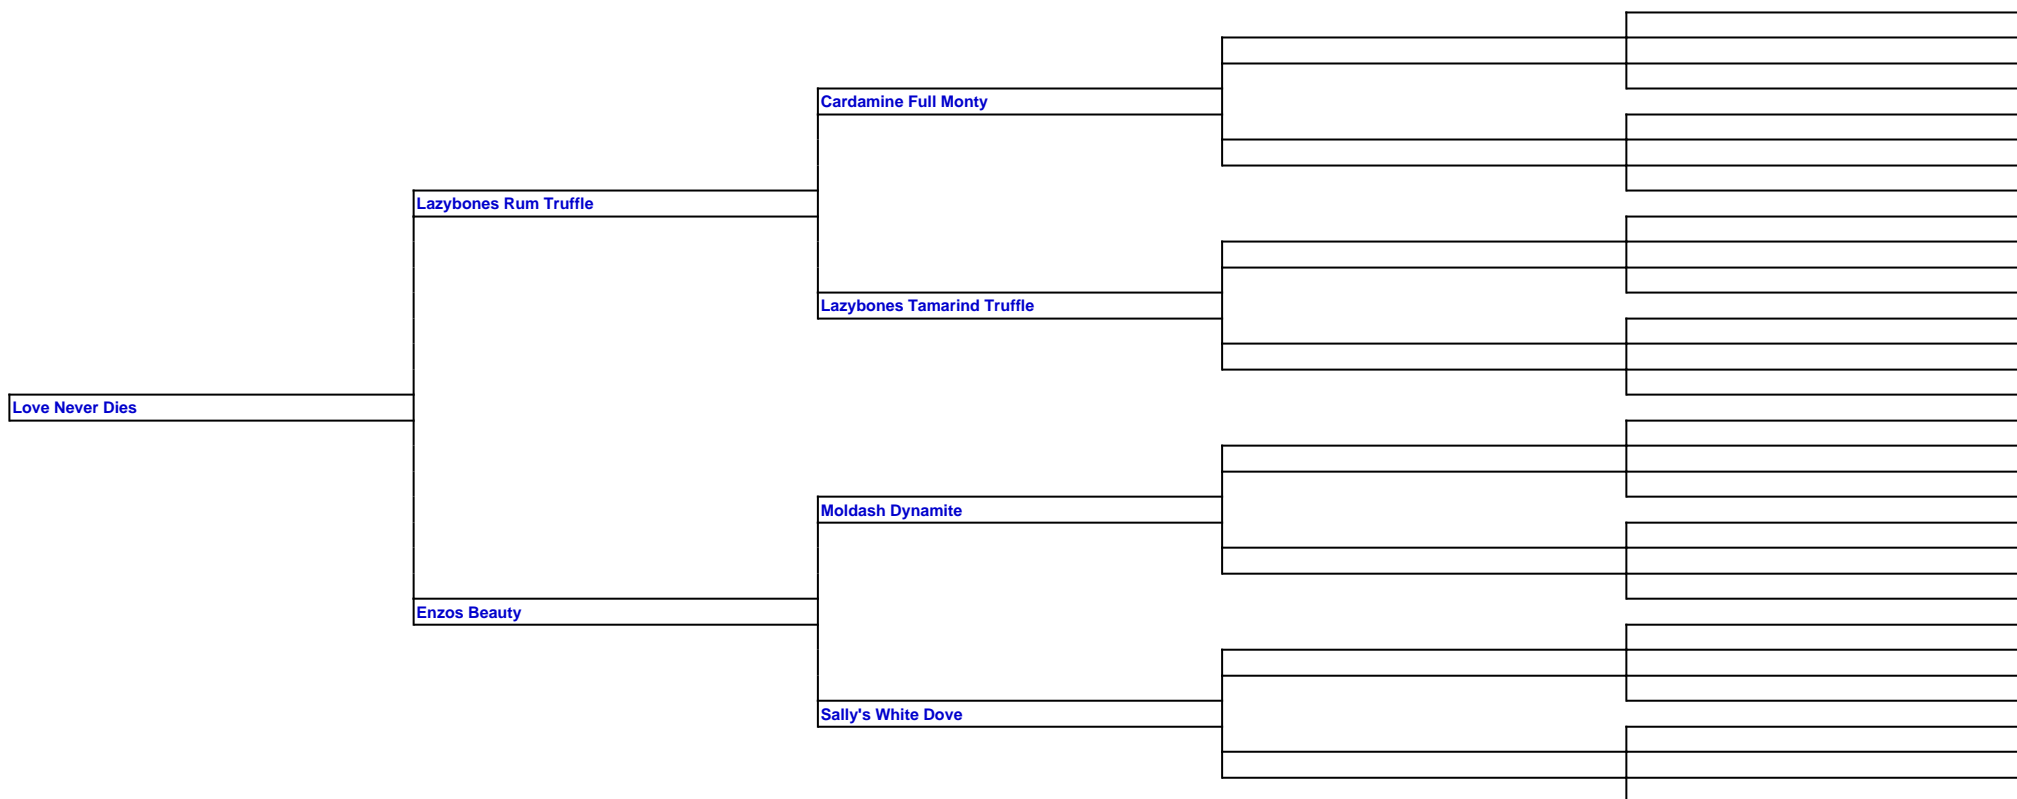 Cardamine Full Monty
Lazybones Rum Truffle
Lazybones Tamarind Truffle
Love Never Dies
Moldash Dynamite
Enzos Beauty
Sally's White Dove